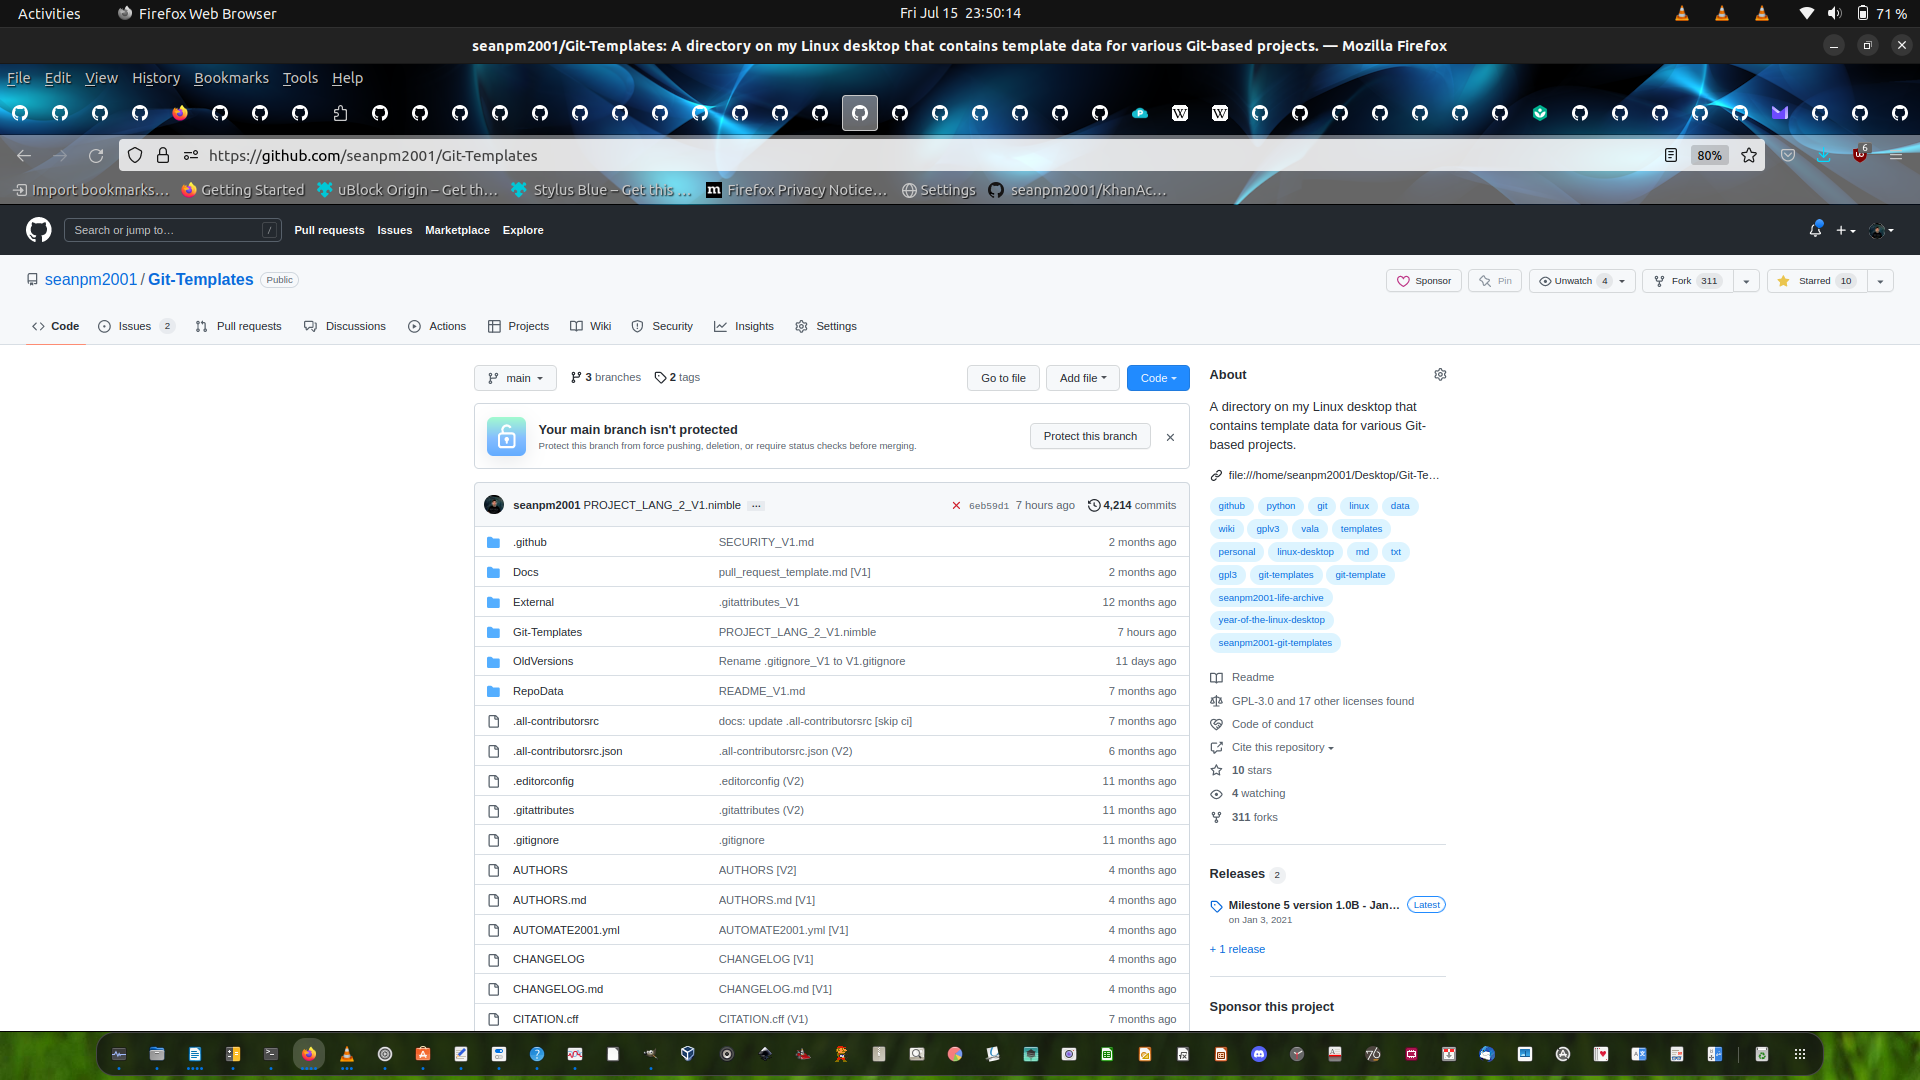 Activities
Firefox Web Browser
Fri Jul 15 23:50:14
71 %
seanpm2001/Git-Templates: A directory on my Linux desktop that contains template data for various Git-based projects. — Mozilla Firefox
File Edit View History Bookmarks Tools Help
https://github.com/seanpm2001/Git-Templates
80%
6
Import bookmarks…
Getting Started
uBlock Origin – Get th…
Stylus Blue – Get this …
Firefox Privacy Notice…
Settings
seanpm2001/KhanAc…
Search or jump to…
/
Pull requests
Issues
Marketplace
Explore
seanpm2001 / Git-Templates
Public
Sponsor
Pin
Unwatch 4
Fork 311
Starred 10
Code
Issues 2
Pull requests
Discussions
Actions
Projects
Wiki
Security
Insights
Settings
main
3 branches
2 tags
Go to file
Add file
Code
Your main branch isn't protected
Protect this branch from force pushing, deletion, or require status checks before merging.
Protect this branch
seanpm2001 PROJECT_LANG_2_V1.nimble …
6eb59d1 7 hours ago
4,214 commits
.github SECURITY_V1.md 2 months ago
Docs pull_request_template.md [V1] 2 months ago
External .gitattributes_V1 12 months ago
Git-Templates PROJECT_LANG_2_V1.nimble 7 hours ago
OldVersions Rename .gitignore_V1 to V1.gitignore 11 days ago
RepoData README_V1.md 7 months ago
.all-contributorsrc docs: update .all-contributorsrc [skip ci] 7 months ago
.all-contributorsrc.json .all-contributorsrc.json (V2) 6 months ago
.editorconfig .editorconfig (V2) 11 months ago
.gitattributes .gitattributes (V2) 11 months ago
.gitignore .gitignore 11 months ago
AUTHORS AUTHORS [V2] 4 months ago
AUTHORS.md AUTHORS.md [V1] 4 months ago
AUTOMATE2001.yml AUTOMATE2001.yml [V1] 4 months ago
CHANGELOG CHANGELOG [V1] 4 months ago
CHANGELOG.md CHANGELOG.md [V1] 4 months ago
CITATION.cff CITATION.cff (V1) 7 months ago
About
A directory on my Linux desktop that
contains template data for various Git-
based projects.
file:///home/seanpm2001/Desktop/Git-Te…
github python git linux data
wiki gplv3 vala templates
personal linux-desktop md txt
gpl3 git-templates git-template
seanpm2001-life-archive
year-of-the-linux-desktop
seanpm2001-git-templates
Readme
GPL-3.0 and 17 other licenses found
Code of conduct
Cite this repository
10 stars
4 watching
311 forks
Releases 2
Milestone 5 version 1.0B - Jan… Latest
on Jan 3, 2021
+ 1 release
Sponsor this project